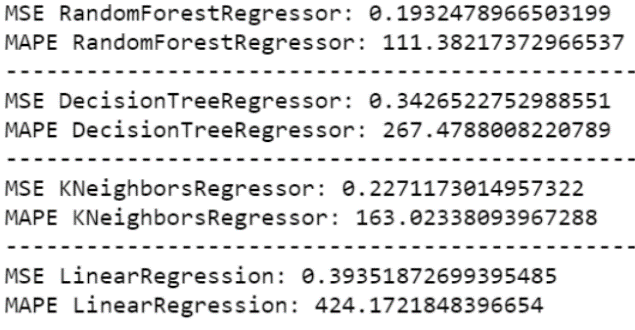 MSE RandomForestRegressor: 0.1932478966503199
MAPE RandomForestRegressor: 111.38217372966537
-----------------------------------------------
MSE DecisionTreeRegressor: 0.3426522752988551
MAPE DecisionTreeRegressor: 267.4788008220789
-----------------------------------------------
MSE KNeighborsRegressor: 0.2271173014957322
MAPE KNeighborsRegressor: 163.02338093967288
-----------------------------------------------
MSE LinearRegression: 0.39351872699395485
MAPE LinearRegression: 424.1721848396654